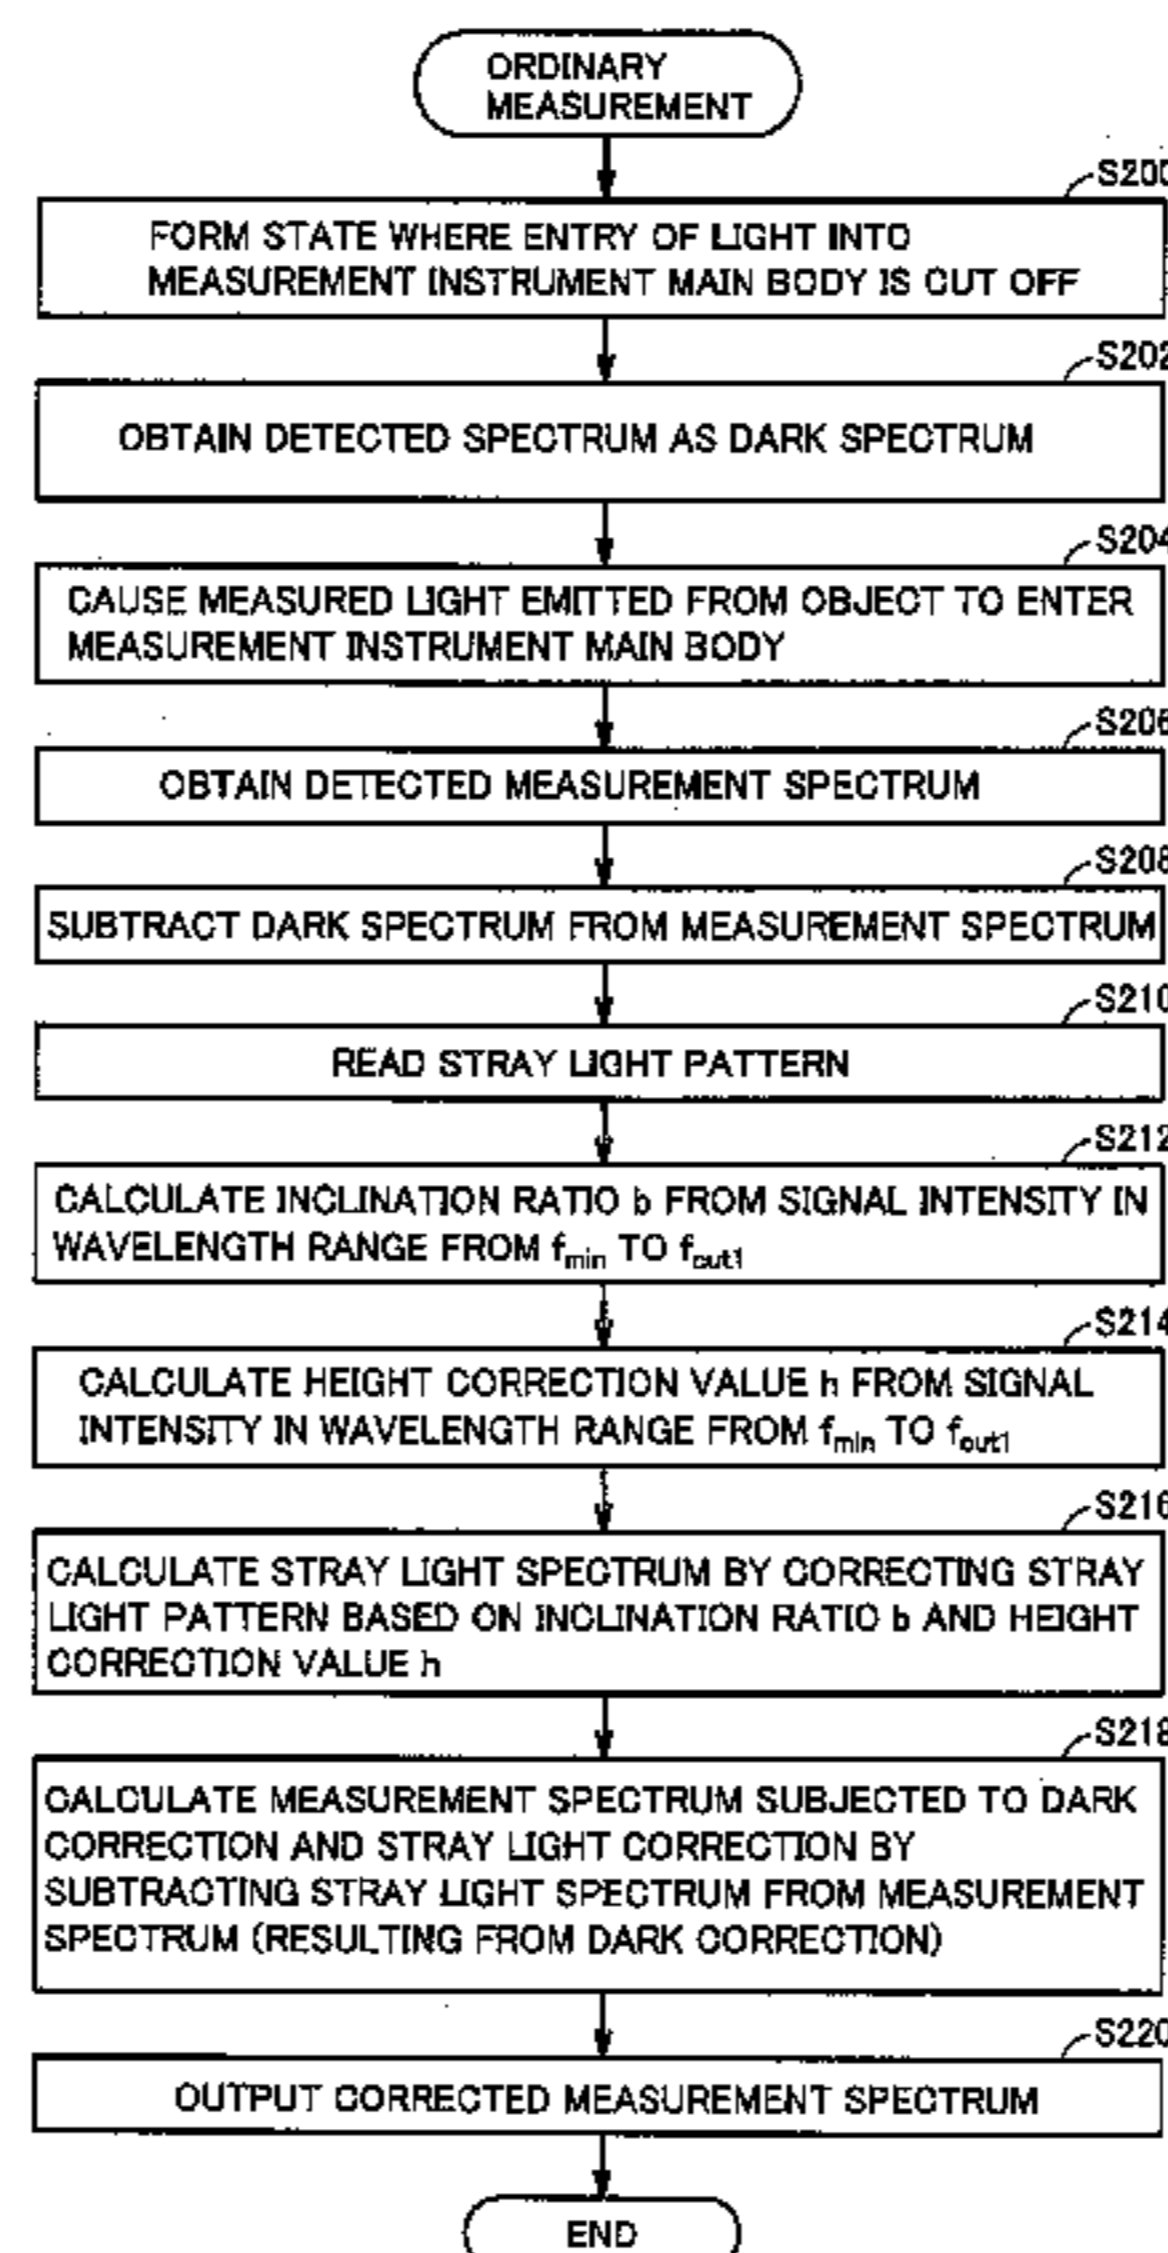 ORDINARY
MEASUREMENT
S200
FORM STATE WHERE ENTRY OF LIGHT INTO
MEASUREMENT INSTRUMENT MAIN BODY IS CUT OFF
S202
OBTAIN DETECTED SPECTRUM AS DARK SPECTRUM
S204
CAUSE MEASURED LIGHT EMITTED FROM OBJECT TO ENTER
MEASUREMENT INSTRUMENT MAIN BODY
S206
OBTAIN DETECTED MEASUREMENT SPECTRUM
S208
SUBTRACT DARK SPECTRUM FROM MEASUREMENT SPECTRUM
S210
READ STRAY LIGHT PATTERN
S212
CALCULATE INCLINATION RATIO b FROM SIGNAL INTENSITY IN
WAVELENGTH RANGE FROM fmin TO fcut1
S214
CALCULATE HEIGHT CORRECTION VALUE h FROM SIGNAL
INTENSITY IN WAVELENGTH RANGE FROM fmin TO fcut1
S216
CALCULATE STRAY LIGHT SPECTRUM BY CORRECTING STRAY
LIGHT PATTERN BASED ON INCLINATION RATIO b AND HEIGHT
CORRECTION VALUE h
S218
CALCULATE MEASUREMENT SPECTRUM SUBJECTED TO DARK
CORRECTION AND STRAY LIGHT CORRECTION BY
SUBTRACTING STRAY LIGHT SPECTRUM FROM MEASUREMENT
SPECTRUM (RESULTING FROM DARK CORRECTION)
S220
OUTPUT CORRECTED MEASUREMENT SPECTRUM
END